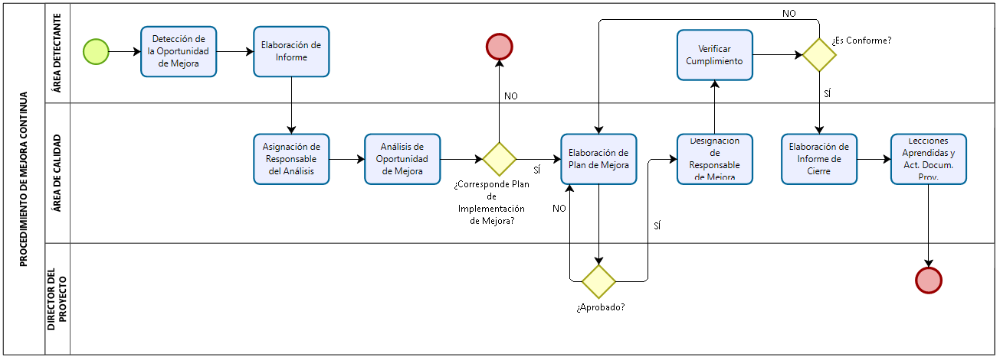 PROCEDIMIENTO DE MEJORA CONTINUA
ÁREA DETECTANTE
Detección de
la Oportunidad
de Mejora
Elaboración de
Informe
NO
Verificar
Cumplimiento
NO
¿Es Conforme?
SÍ
ÁREA DE CALIDAD
Asignación de
Responsable
del Análisis
Análisis de
Oportunidad
de Mejora
¿Corresponde Plan
de
Implementación
de Mejora?
SÍ
Elaboración de
Plan de Mejora
NO
SÍ
Designación
de
Responsable
de Mejora
Elaboración de
Informe de
Cierre
Lecciones
Aprendidas y
Act. Docum.
Prov.
DIRECTOR DEL
PROYECTO
¿Aprobado?